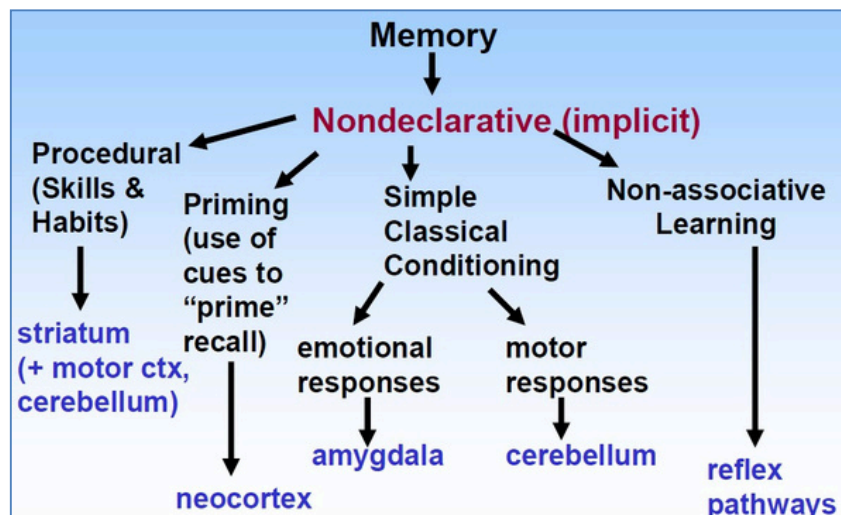 Memory
Nondeclarative (implicit)
Procedural
(Skills &
Habits)
striatum
(+ motor ctx,
cerebellum)
Priming
(use of
cues to
“prime”
recall)
neocortex
Simple
Classical
Conditioning
emotional
responses
amygdala
motor
responses
cerebellum
Non-associative
Learning
reflex
pathways